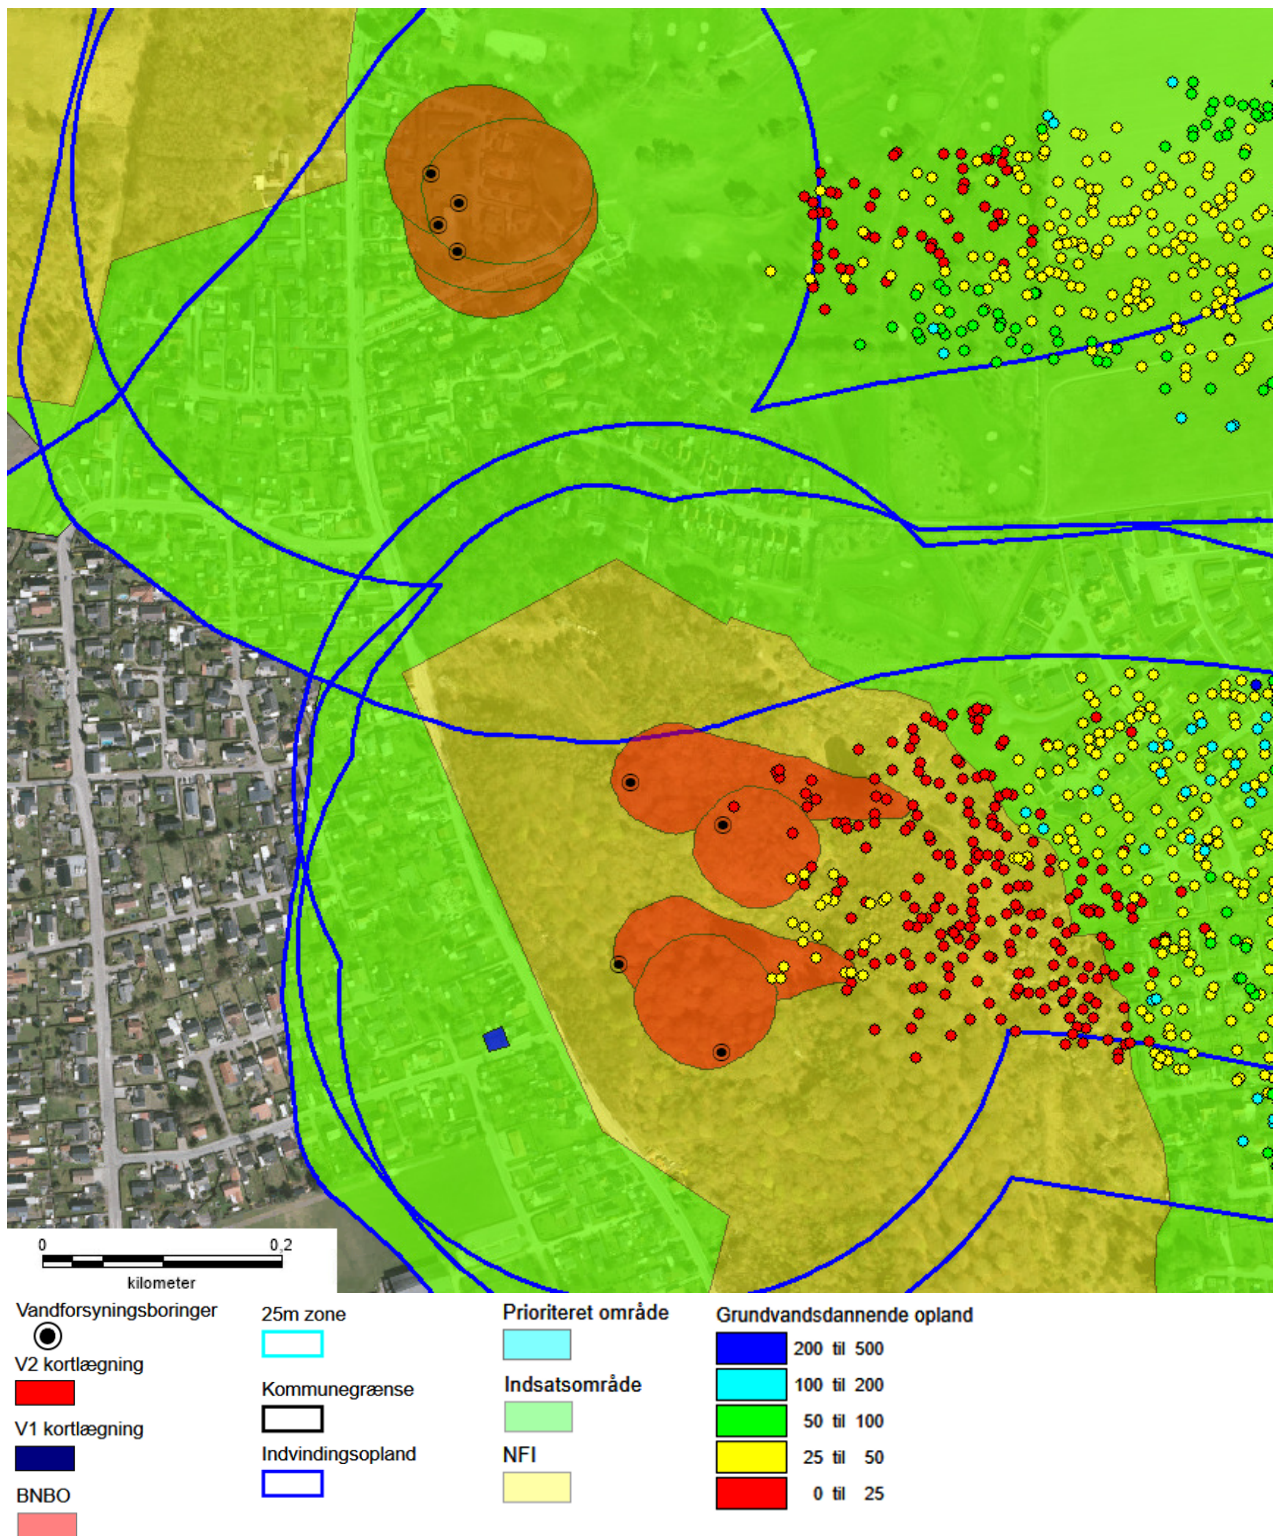 0 0,2
kilometer
Vandforsyningsboringer
V2 kortlægning
V1 kortlægning
BNBO
25m zone
Kommunegrænse
Indvindingsopland
Prioriteret område
Indsatsområde
NFI
Grundvandsdannende opland
200 til 500
100 til 200
50 til 100
25 til 50
0 til 25